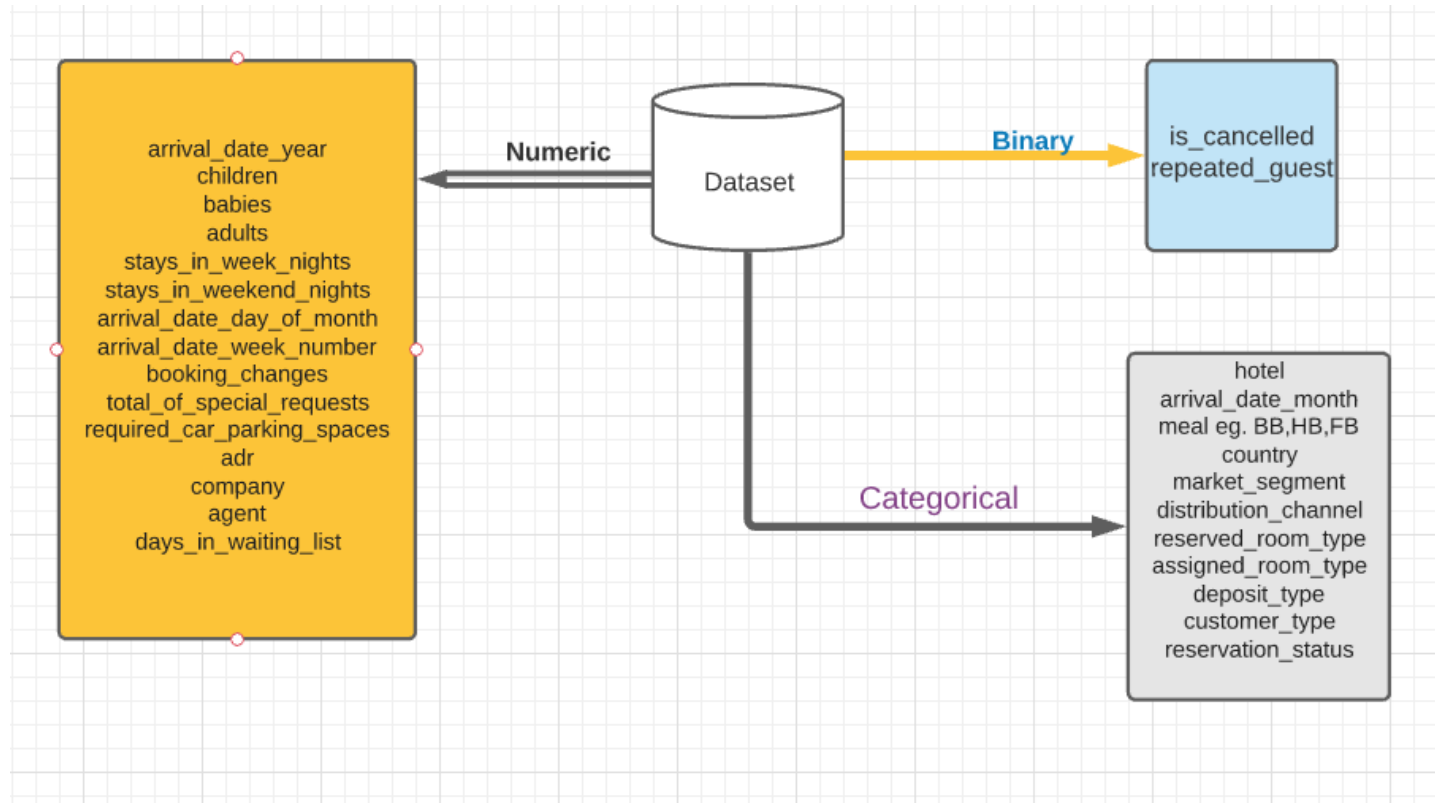 arrival_date_year
children
babies
adults
stays_in_week_nights
stays_in_weekend_nights
arrival_date_day_of_month
arrival_date_week_number
booking_changes
total_of_special_requests
required_car_parking_spaces
adr
company
agent
days_in_waiting_list
Numeric
Dataset
Binary
is_cancelled
repeated_guest
Categorical
hotel
arrival_date_month
meal eg. BB,HB,FB
country
market_segment
distribution_channel
reserved_room_type
assigned_room_type
deposit_type
customer_type
reservation_status